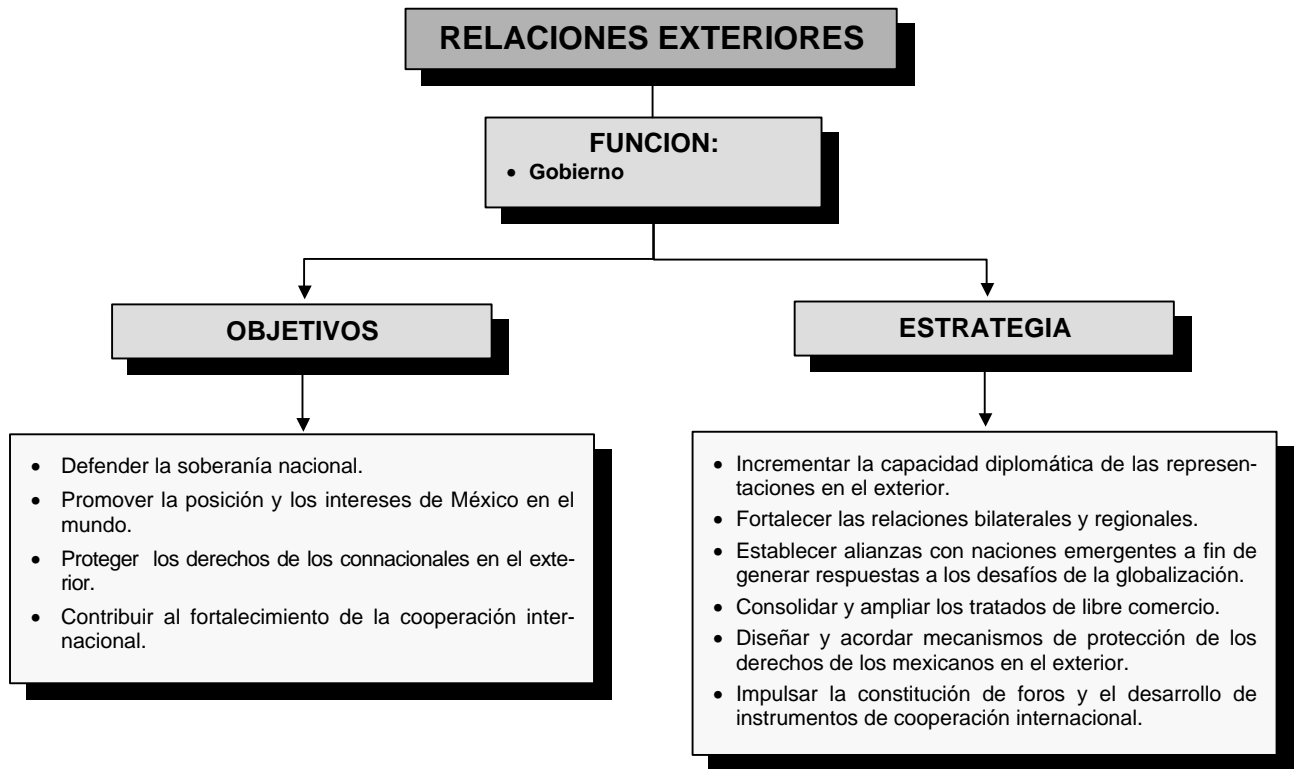 RELACIONES EXTERIORES
FUNCION:
• Gobierno
OBJETIVOS
• Defender la soberanía nacional.
• Promover la posición y los intereses de México en el
mundo.
• Proteger los derechos de los connacionales en el exte-
rior.
• Contribuir al fortalecimiento de la cooperación inter-
nacional.
ESTRATEGIA
• Incrementar la capacidad diplomática de las represen-
taciones en el exterior.
• Fortalecer las relaciones bilaterales y regionales.
• Establecer alianzas con naciones emergentes a fin de
generar respuestas a los desafíos de la globalización.
• Consolidar y ampliar los tratados de libre comercio.
• Diseñar y acordar mecanismos de protección de los
derechos de los mexicanos en el exterior.
• Impulsar la constitución de foros y el desarrollo de
instrumentos de cooperación internacional.